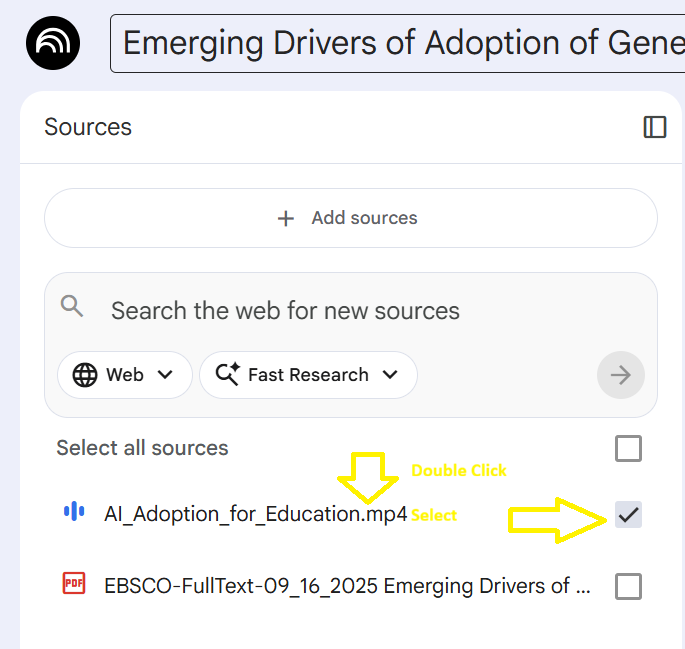 Emerging Drivers of Adoption of Gene
Sources
+ Add sources
Search the web for new sources
Web
Fast Research
Select all sources
Double Click
AI_Adoption_for_Education.mp4 Select
PDF EBSCO-FullText-09_16_2025 Emerging Drivers of ...